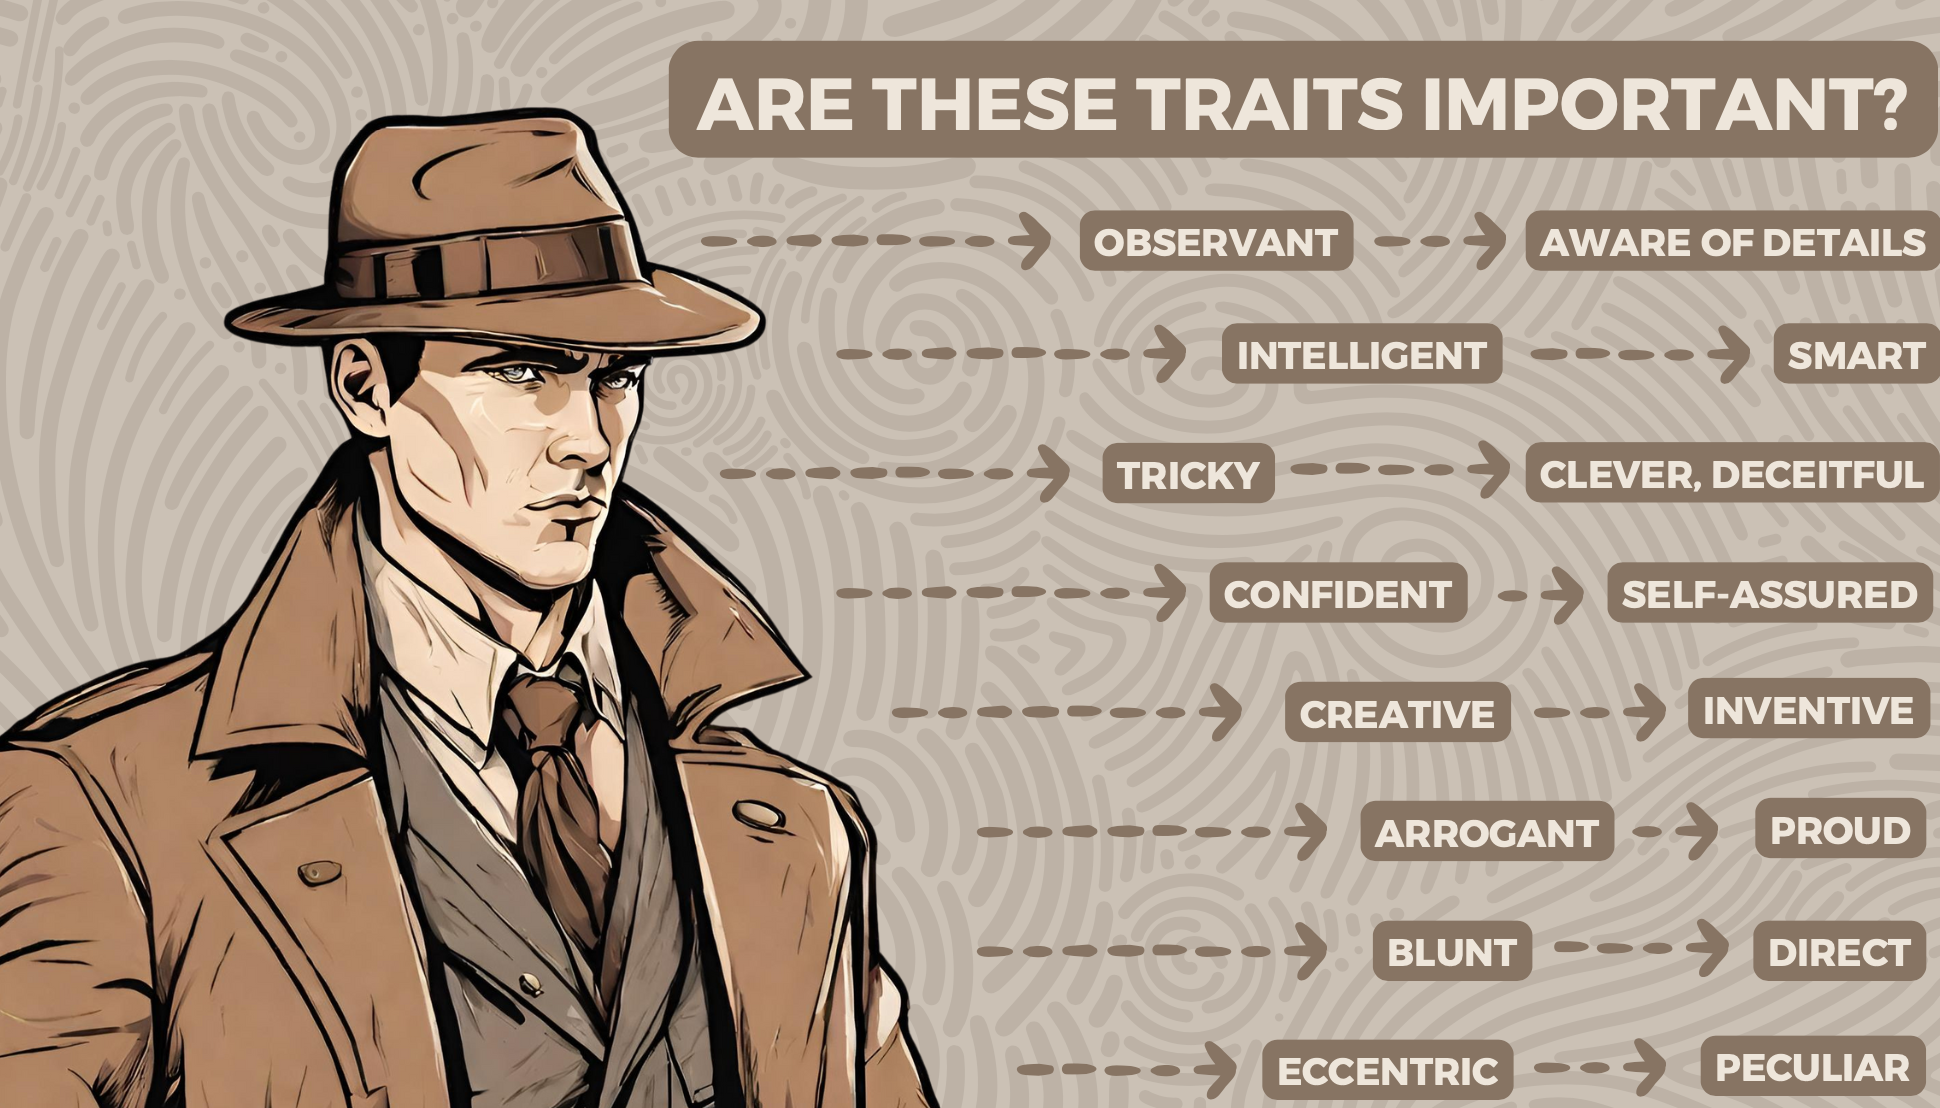 ARE THESE TRAITS IMPORTANT?
OBSERVANT AWARE OF DETAILS
INTELLIGENT SMART
TRICKY CLEVER, DECEITFUL
CONFIDENT SELF-ASSURED
CREATIVE INVENTIVE
ARROGANT PROUD
BLUNT DIRECT
ECCENTRIC PECULIAR